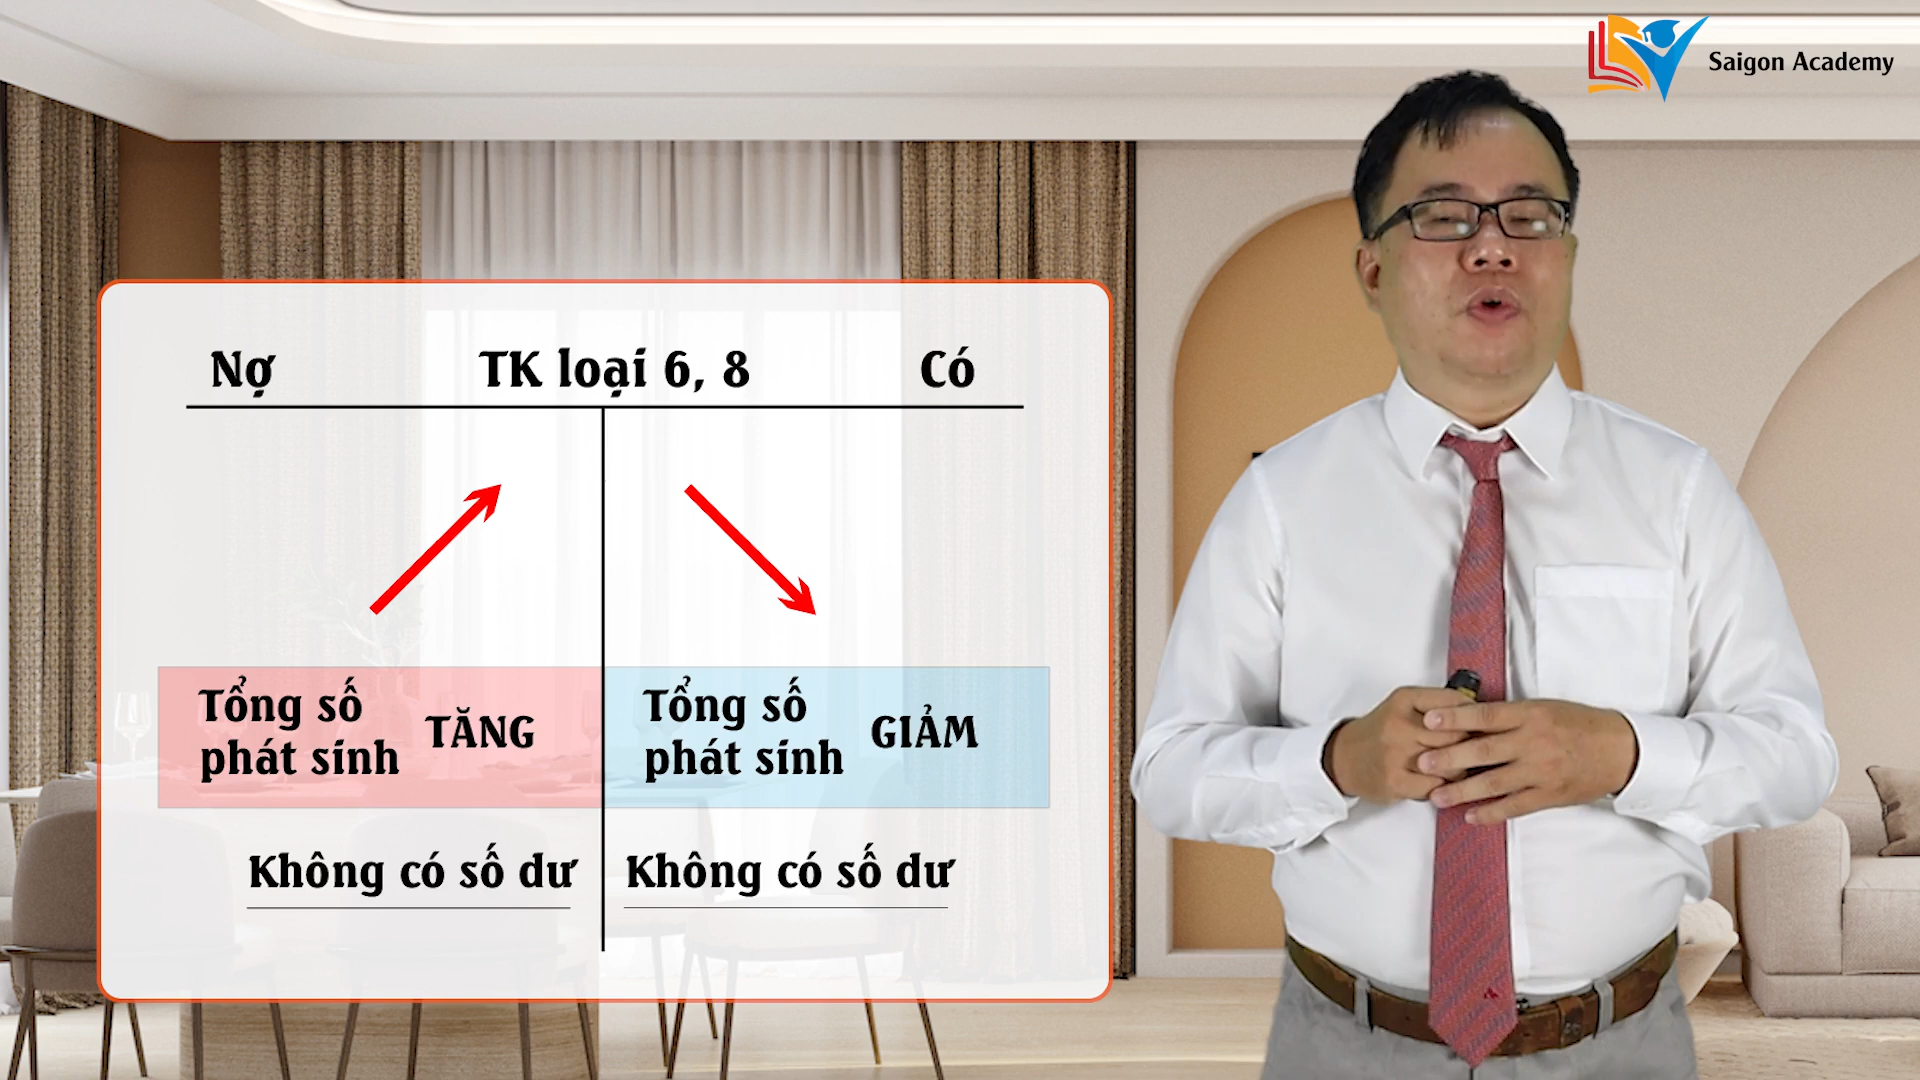 Saigon Academy
Nợ TK loại 6, 8 Có
Tổng số phát sinh TĂNG
Tổng số phát sinh GIẢM
Không có số dư
Không có số dư